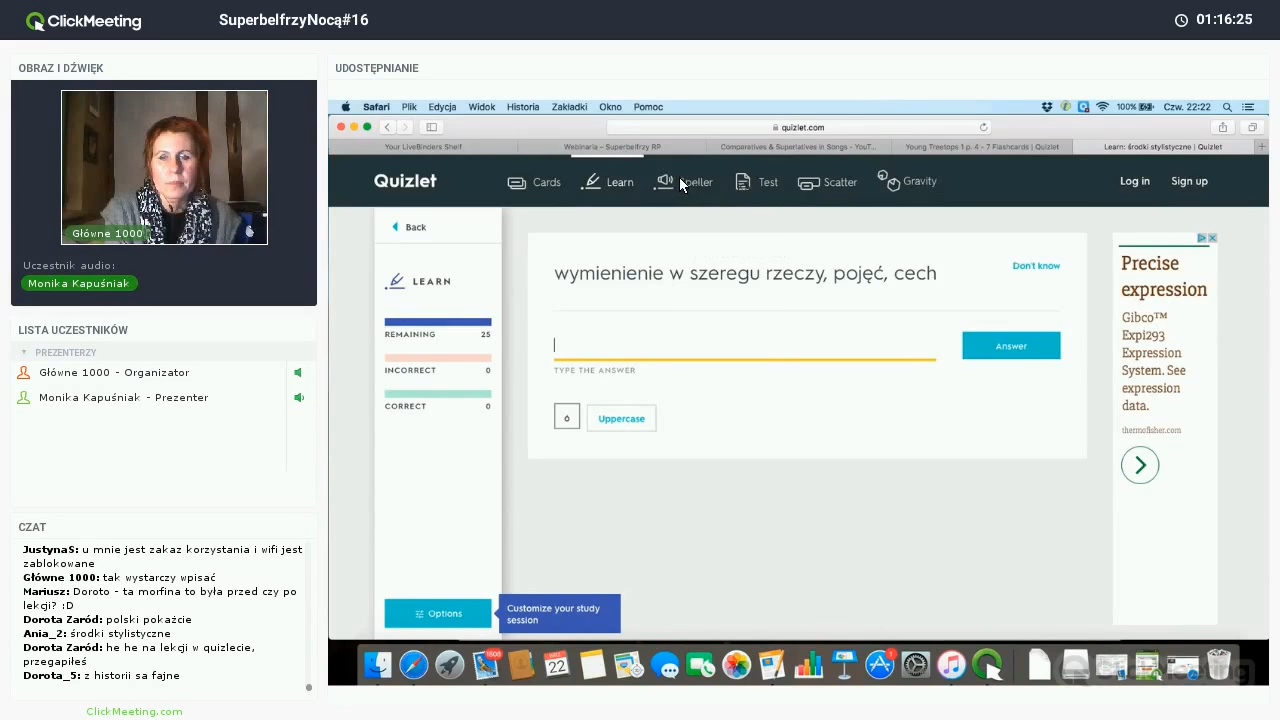 ClickMeeting
SuperbelfrzyNocą#16
01:16:25
OBRAZ I DŹWIĘK
Główne 1000
Uczestnik audio:
Monika Kapuśniak
LISTA UCZESTNIKÓW
PREZENTERZY
Główne 1000 - Organizator
Monika Kapuśniak - Prezenter
CZAT
JustynaS: u mnie jest zakaz korzystania i wifi jest
zablokowane
Główne 1000: tak wystarczy wpisać
Mariusz: Doroto - ta morfina to była przed czy po
lekcji? :D
Dorota Zaród: polski pokażcie
Ania_2: środki stylistyczne
Dorota Zaród: he he na lekcji w quizlecie,
przegapiłeś
Dorota_5: z historii sa fajne
ClickMeeting.com
UDOSTĘPNIANIE
Safari Plik Edycja Widok Historia Zakładki Okno Pomoc
100% Czw. 22:22
quizlet.com
Your LiveBinders Shelf
Webinaria – Superbelfrzy RP
Comparatives & Superlatives in Songs - YouT...
Young Treetops 1 p. 4 – 7 Flashcards | Quizlet
Learn: środki stylistyczne | Quizlet
Quizlet
Cards
Learn
Speller
Test
Scatter
Gravity
Log in
Sign up
Back
LEARN
REMAINING 25
INCORRECT 0
CORRECT 0
Options
Customize your study
session
wymienienie w szeregu rzeczy, pojęć, cech
Don't know
Answer
TYPE THE ANSWER
ó
Uppercase
Precise
expression
Gibco™
Expi293
Expression
System. See
expression
data.
thermofisher.com
22
1
ClickMeeting